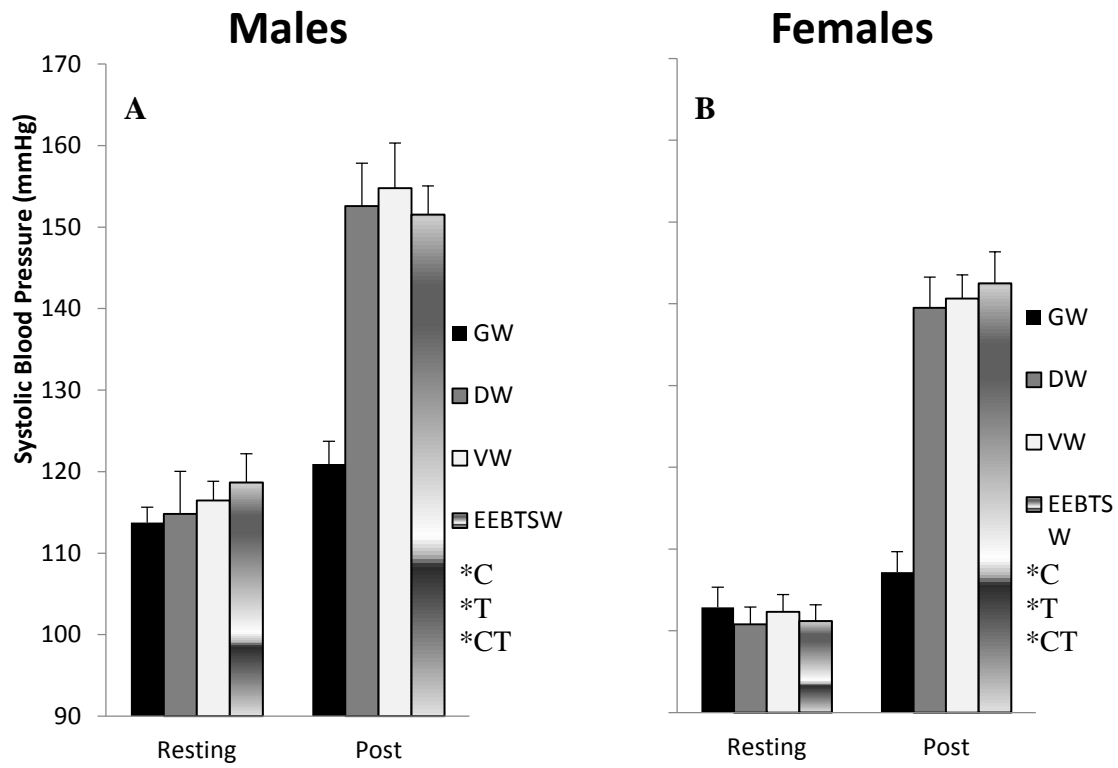 Males
Females
Systolic Blood Pressure (mmHg)
170
160
150
140
130
120
110
100
90
A
GW
DW
VW
EEBTSW
*C
*T
*CT
Resting
Post
B
GW
DW
VW
EEBTS
W
*C
*T
*CT
Resting
Post